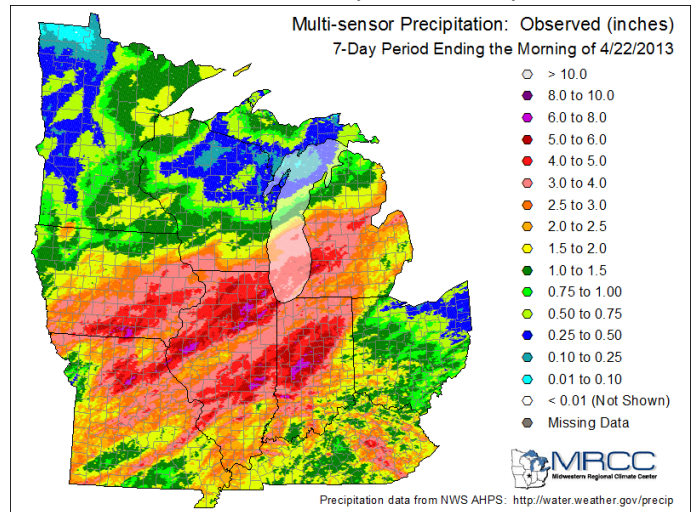 Multi-sensor Precipitation: Observed (inches)
7-Day Period Ending the Morning of 4/22/2013
> 10.0
8.0 to 10.0
6.0 to 8.0
5.0 to 6.0
4.0 to 5.0
3.0 to 4.0
2.5 to 3.0
2.0 to 2.5
1.5 to 2.0
1.0 to 1.5
0.75 to 1.00
0.50 to 0.75
0.25 to 0.50
0.10 to 0.25
0.01 to 0.10
< 0.01 (Not Shown)
Missing Data
MRCC
Midwestern Regional Climate Center
Precipitation data from NWS AHPS: http://water.weather.gov/precip